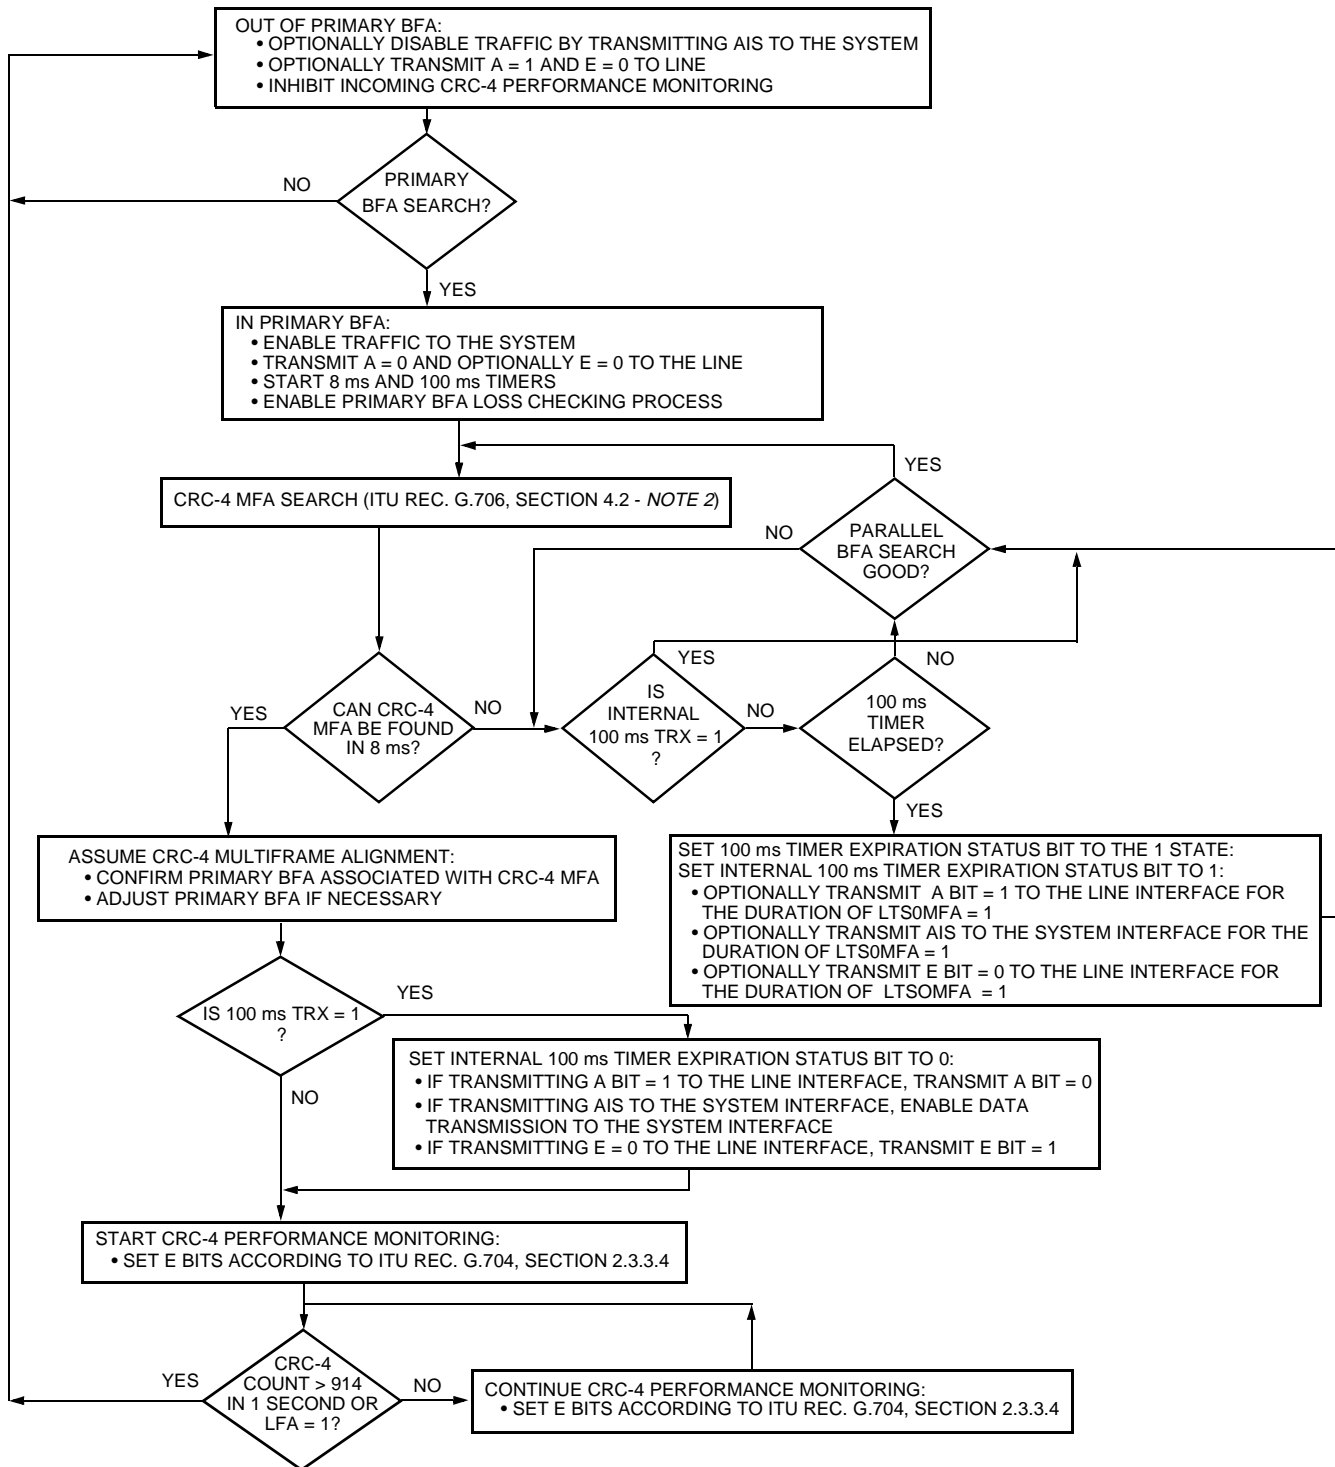 OUT OF PRIMARY BFA:
• OPTIONALLY DISABLE TRAFFIC BY TRANSMITTING AIS TO THE SYSTEM
• OPTIONALLY TRANSMIT A = 1 AND E = 0 TO LINE
• INHIBIT INCOMING CRC-4 PERFORMANCE MONITORING
NO
PRIMARY
BFA SEARCH?
YES
IN PRIMARY BFA:
• ENABLE TRAFFIC TO THE SYSTEM
• TRANSMIT A = 0 AND OPTIONALLY E = 0 TO THE LINE
• START 8 ms AND 100 ms TIMERS
• ENABLE PRIMARY BFA LOSS CHECKING PROCESS
YES
CRC-4 MFA SEARCH (ITU REC. G.706, SECTION 4.2 - NOTE 2)
NO
PARALLEL
BFA SEARCH
GOOD?
YES
NO
YES
CAN CRC-4
MFA BE FOUND
IN 8 ms?
NO
IS
INTERNAL
100 ms TRX = 1
?
NO
100 ms
TIMER
ELAPSED?
YES
ASSUME CRC-4 MULTIFRAME ALIGNMENT:
• CONFIRM PRIMARY BFA ASSOCIATED WITH CRC-4 MFA
• ADJUST PRIMARY BFA IF NECESSARY
SET 100 ms TIMER EXPIRATION STATUS BIT TO THE 1 STATE:
SET INTERNAL 100 ms TIMER EXPIRATION STATUS BIT TO 1:
• OPTIONALLY TRANSMIT A BIT = 1 TO THE LINE INTERFACE FOR
THE DURATION OF LTS0MFA = 1
• OPTIONALLY TRANSMIT AIS TO THE SYSTEM INTERFACE FOR THE
DURATION OF LTS0MFA = 1
• OPTIONALLY TRANSMIT E BIT = 0 TO THE LINE INTERFACE FOR
THE DURATION OF LTSOMFA = 1
IS 100 ms TRX = 1
?
YES
NO
SET INTERNAL 100 ms TIMER EXPIRATION STATUS BIT TO 0:
• IF TRANSMITTING A BIT = 1 TO THE LINE INTERFACE, TRANSMIT A BIT = 0
• IF TRANSMITTING AIS TO THE SYSTEM INTERFACE, ENABLE DATA
TRANSMISSION TO THE SYSTEM INTERFACE
• IF TRANSMITTING E = 0 TO THE LINE INTERFACE, TRANSMIT E BIT = 1
START CRC-4 PERFORMANCE MONITORING:
• SET E BITS ACCORDING TO ITU REC. G.704, SECTION 2.3.3.4
YES
CRC-4
COUNT > 914
IN 1 SECOND OR
LFA = 1?
NO
CONTINUE CRC-4 PERFORMANCE MONITORING:
• SET E BITS ACCORDING TO ITU REC. G.704, SECTION 2.3.3.4